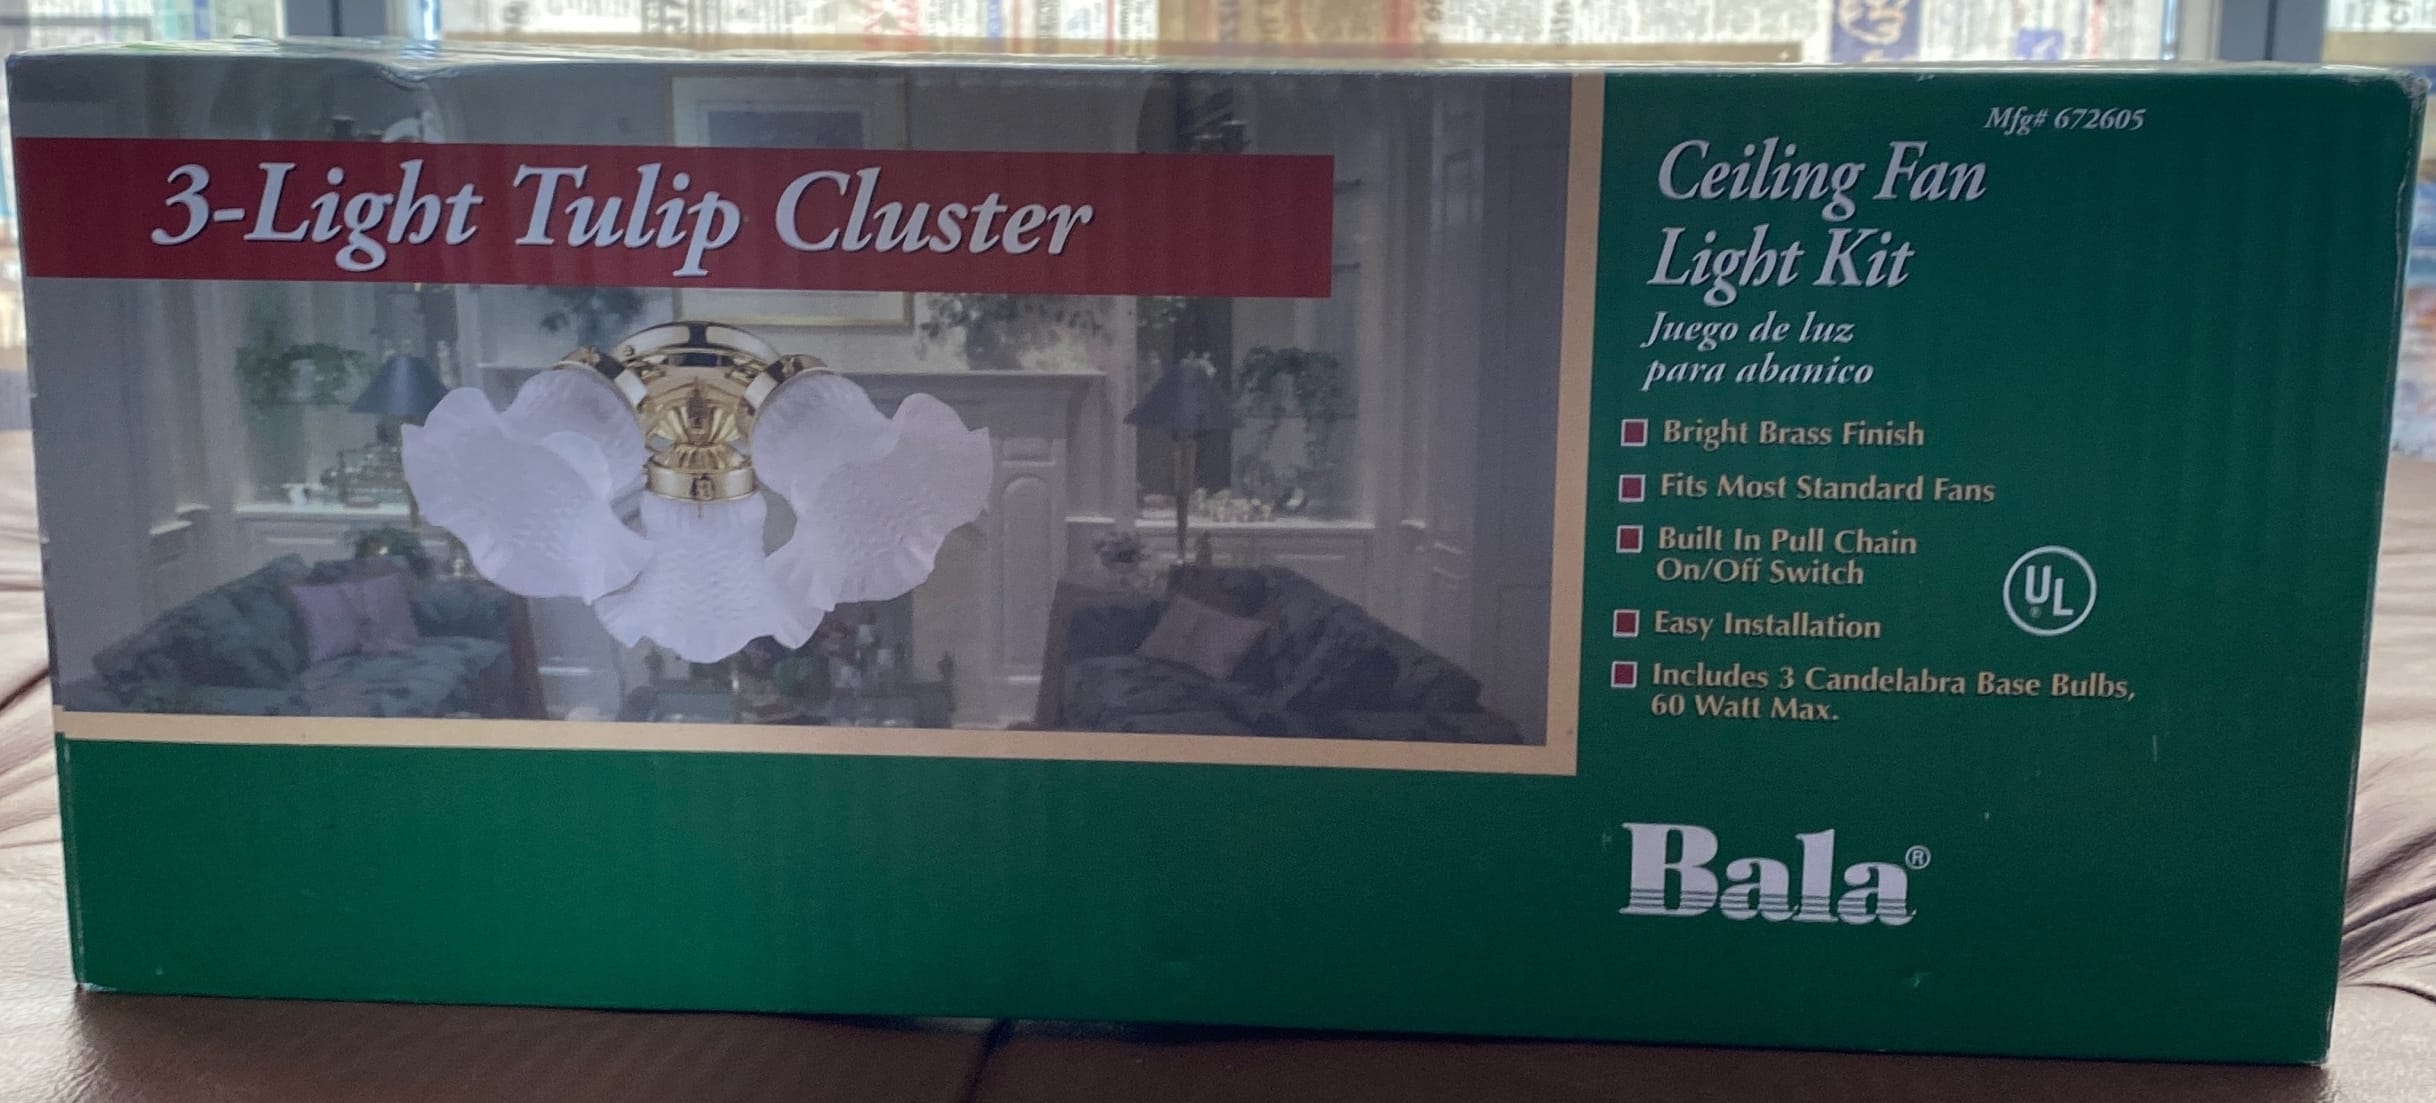 3-Light Tulip Cluster
Mfg# 672605
Ceiling Fan
Light Kit
Juego de luz
para abanico
Bright Brass Finish
Fits Most Standard Fans
Built In Pull Chain
On/Off Switch
Easy Installation
Includes 3 Candelabra Base Bulbs,
60 Watt Max.
UL®
Bala®